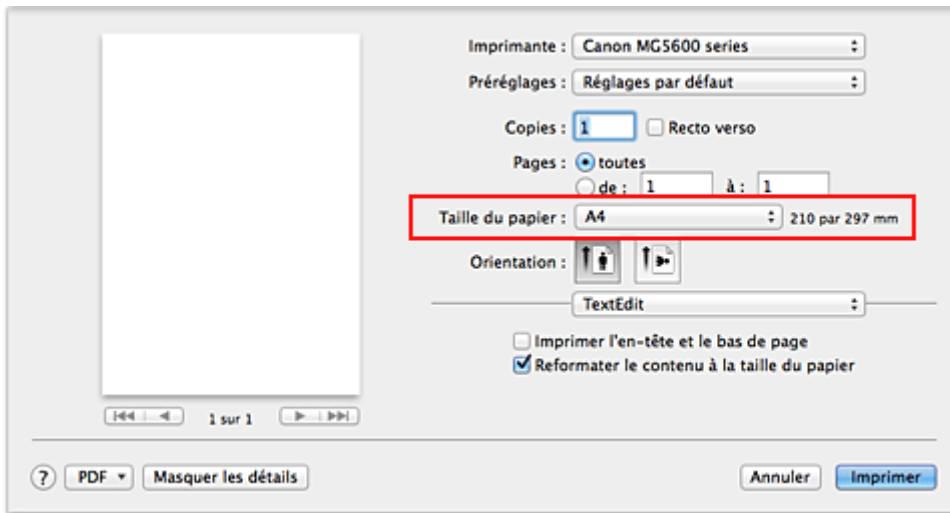 Imprimante : Canon MG5600 series
Préréglages : Réglages par défaut
Copies : 1 Recto verso
Pages : toutes
de : 1 à : 1
Taille du papier : A4 210 par 297 mm
Orientation :
TextEdit
Imprimer l'en-tête et le bas de page
Reformater le contenu à la taille du papier
1 sur 1
? PDF Masquer les détails Annuler Imprimer